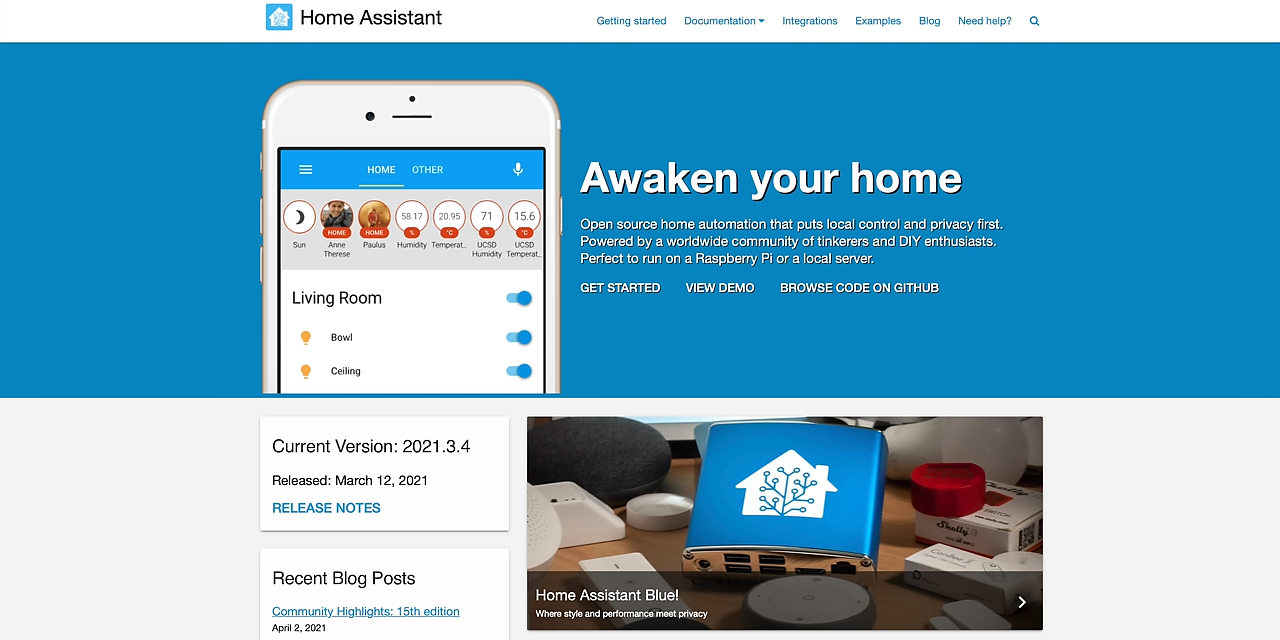 Home Assistant
Getting started
Documentation
Integrations
Examples
Blog
Need help?
HOME
OTHER
58.17
20.95
71
15.6
HOME
HOME
%
°C
%
°C
Sun
Anne Therese
Paulus
Humidity
Temperat...
UCSD Humidity
UCSD Temperat...
Living Room
Bowl
Ceiling
Awaken your home
Open source home automation that puts local control and privacy first.
Powered by a worldwide community of tinkerers and DIY enthusiasts.
Perfect to run on a Raspberry Pi or a local server.
GET STARTED
VIEW DEMO
BROWSE CODE ON GITHUB
Current Version: 2021.3.4
Released: March 12, 2021
RELEASE NOTES
Recent Blog Posts
Community Highlights: 15th edition
April 2, 2021
Shelly
SWITCH
Shelly
ConBee II
Home Assistant Blue!
Where style and performance meet privacy